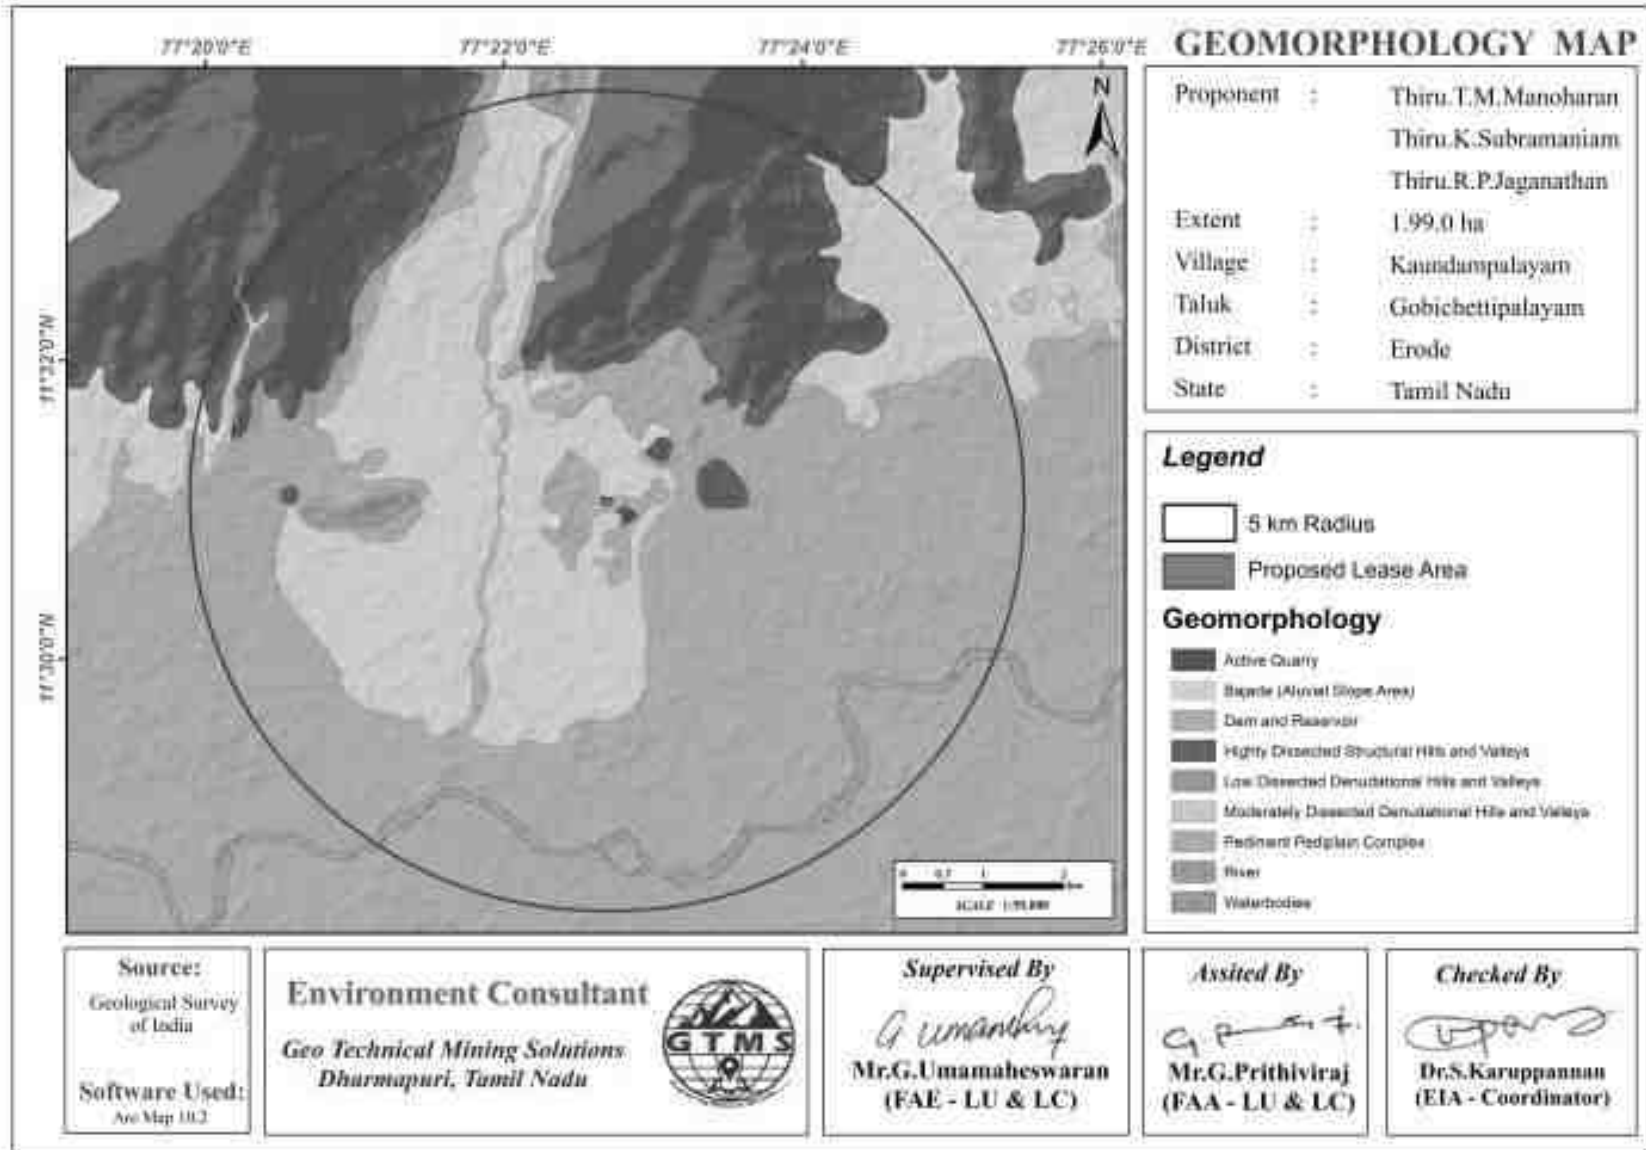 GEOMORPHOLOGY MAP
77°20'0"E 77°22'0"E 77°24'0"E 77°26'0"E
11°32'0"N
11°30'0"N
N
Proponent : Thiru.T.M.Manoharan
Thiru.K.Subramaniam
Thiru.R.P.Jaganathan
Extent : 1.99.0 ha
Village : Kaundampalayam
Taluk : Gobichettipalayam
District : Erode
State : Tamil Nadu
Legend
5 km Radius
Proposed Lease Area
Geomorphology
Active Quarry
Bajada (Aluvial Slope Area)
Dam and Reservoir
Highly Dissected Structural Hills and Valleys
Low Dissected Denudational Hills and Valleys
Moderately Dissected Denudational Hills and Valleys
Pediment Pediplain Complex
River
Waterbodies
0 1 2
SCALE
Source:
Geological Survey
of India
Software Used:
Arc Map 10.2
Environment Consultant
Geo Technical Mining Solutions
Dharmapuri, Tamil Nadu
GTMS
Supervised By
G Umamhing
Mr.G.Umamaheswaran
(FAE - LU & LC)
Assited By
Mr.G.Prithiviraj
(FAA - LU & LC)
Checked By
Dr.S.Karuppannan
(EIA - Coordinator)